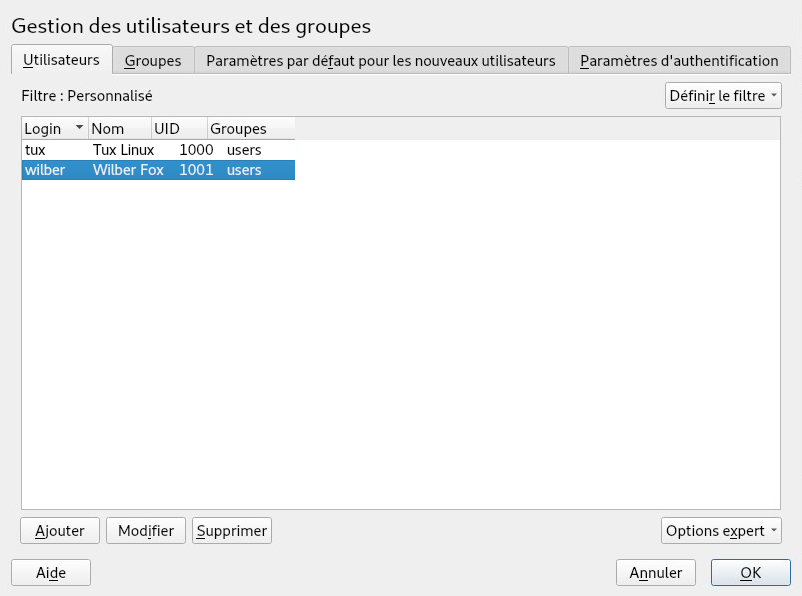 Gestion des utilisateurs et des groupes
Utilisateurs Groupes Paramètres par défaut pour les nouveaux utilisateurs Paramètres d'authentification
Filtre : Personnalisé Définir le filtre
Login Nom UID Groupes
tux Tux Linux 1000 users
wilber Wilber Fox 1001 users
Ajouter Modifier Supprimer Options expert
Aide Annuler OK